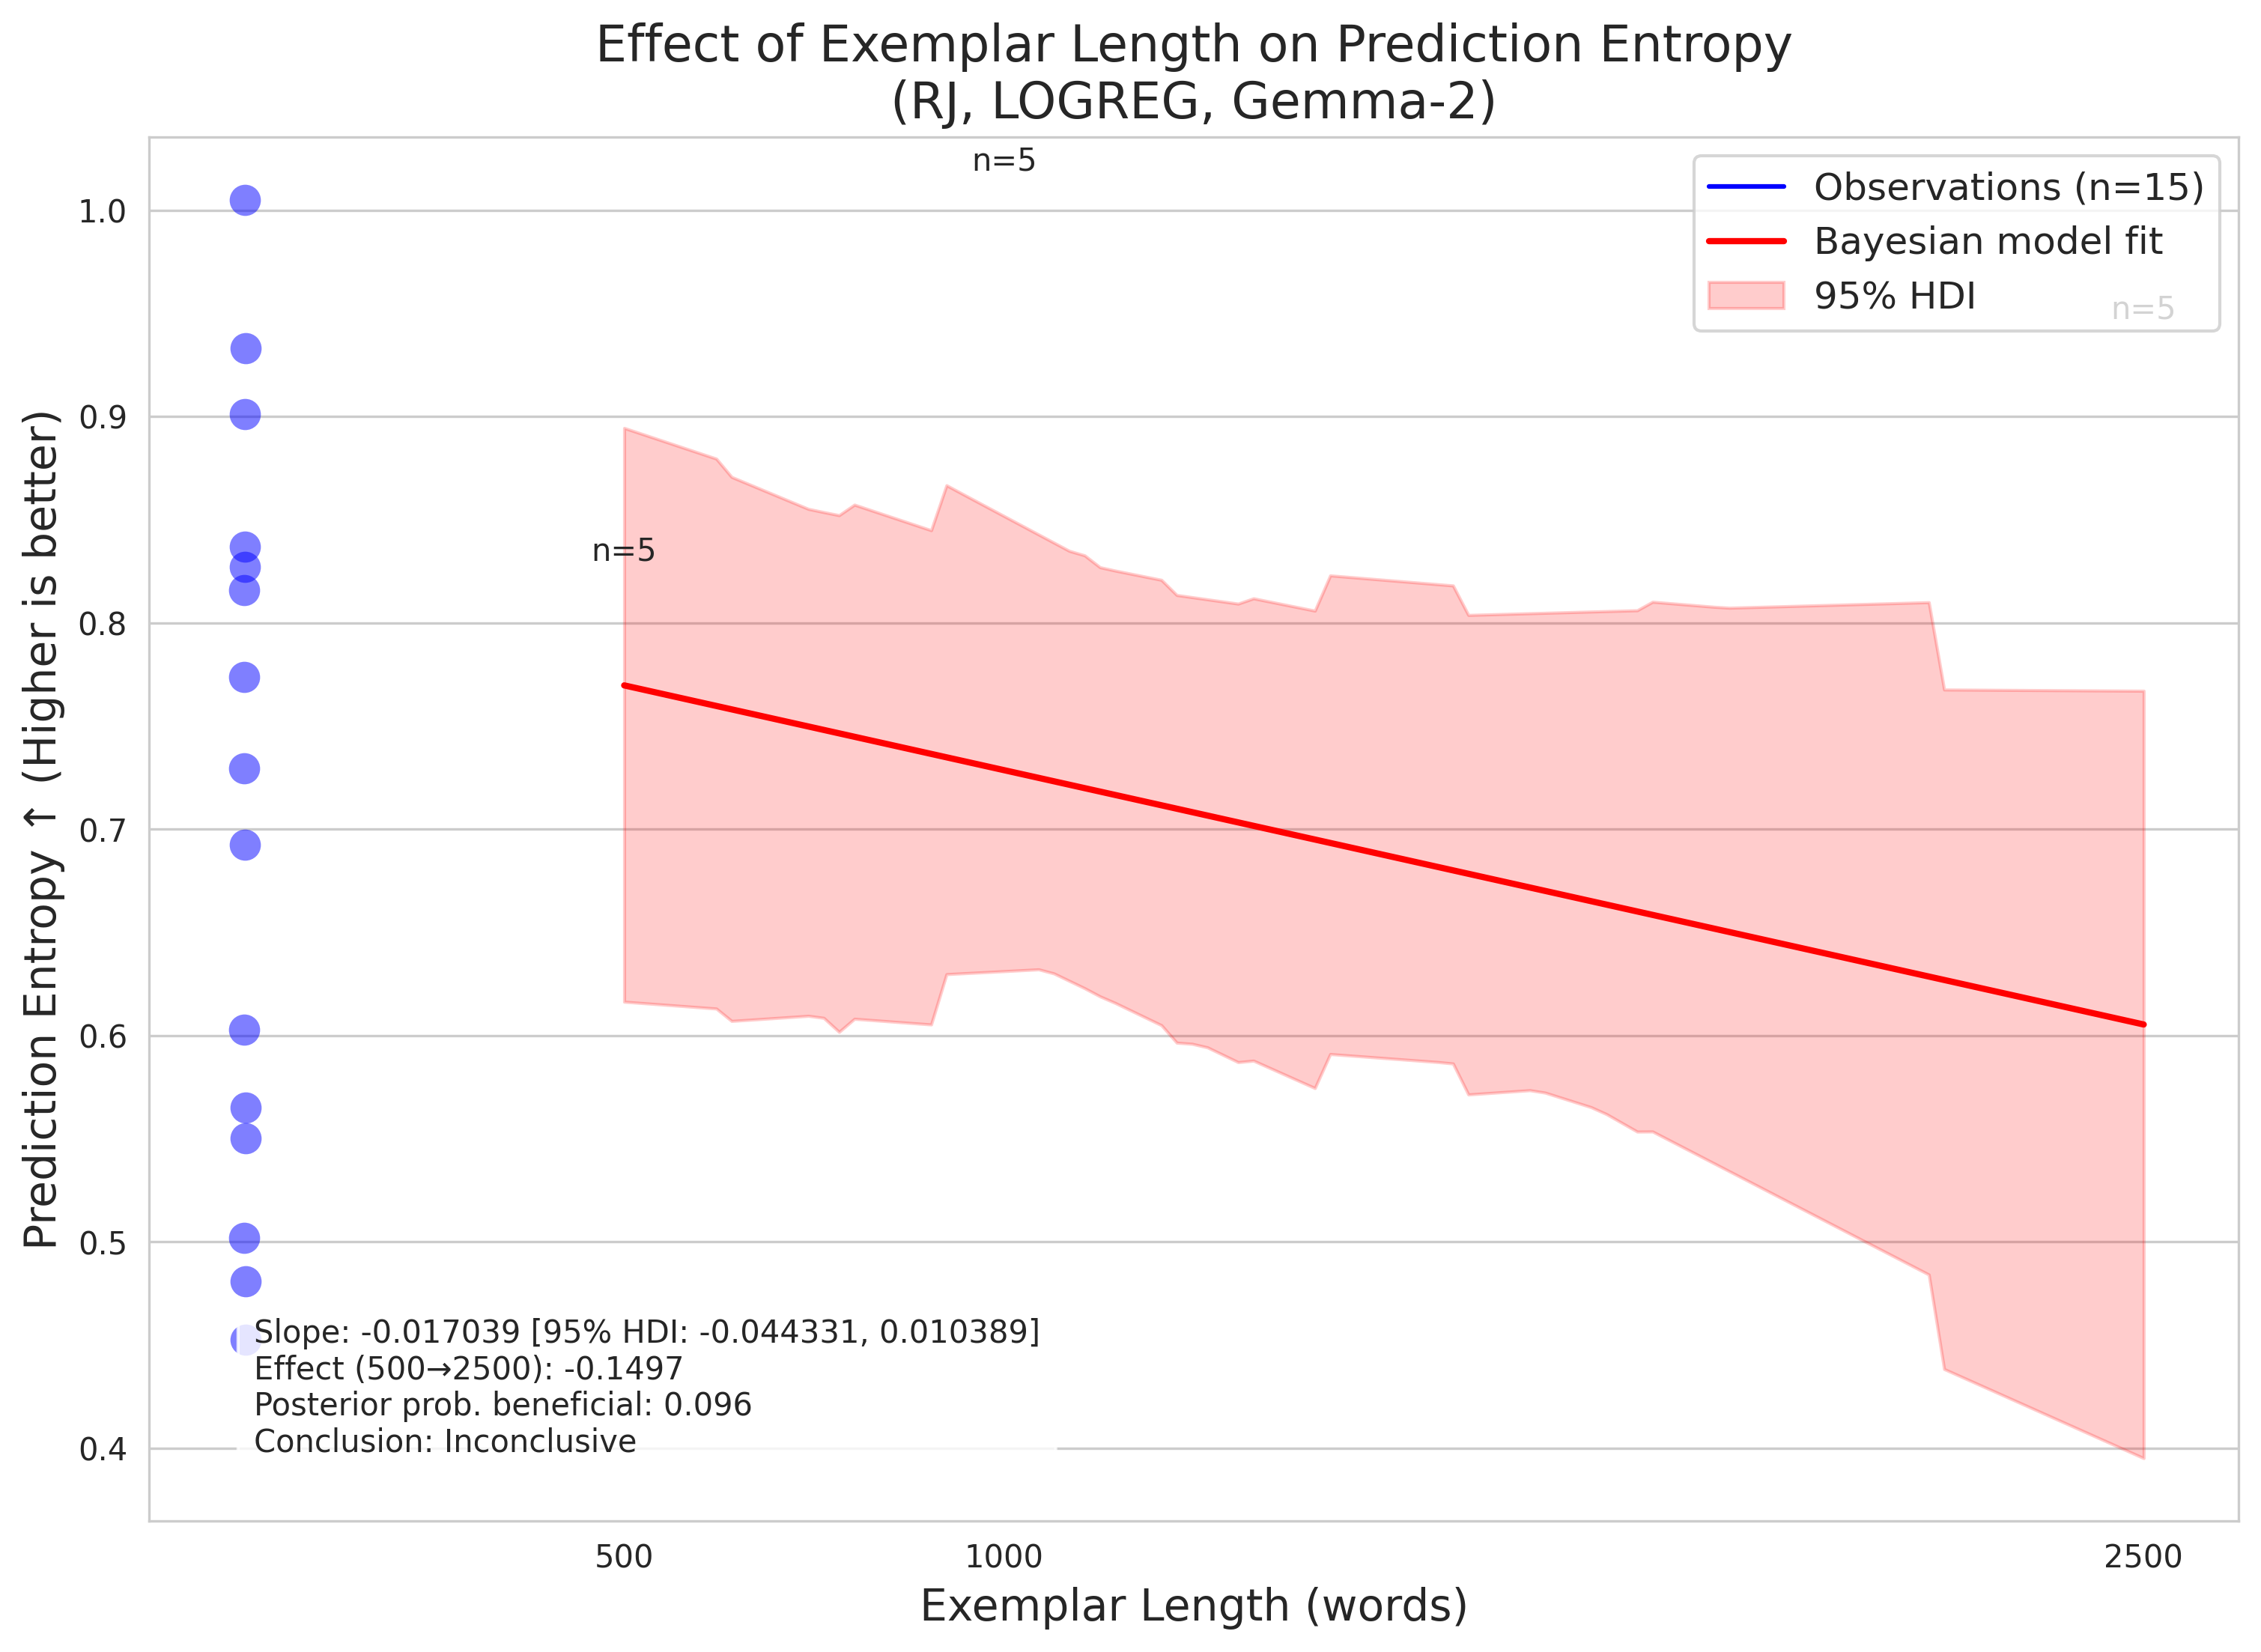 Effect of Exemplar Length on Prediction Entropy
(RJ, LOGREG, Gemma-2)
n=5
Observations (n=15)
Bayesian model fit
95% HDI
n=5
n=5
Prediction Entropy ↑ (Higher is better)
1.0
0.9
0.8
0.7
0.6
0.5
0.4
Slope: -0.017039 [95% HDI: -0.044331, 0.010389]
Effect (500→2500): -0.1497
Posterior prob. beneficial: 0.096
Conclusion: Inconclusive
500
1000
2500
Exemplar Length (words)